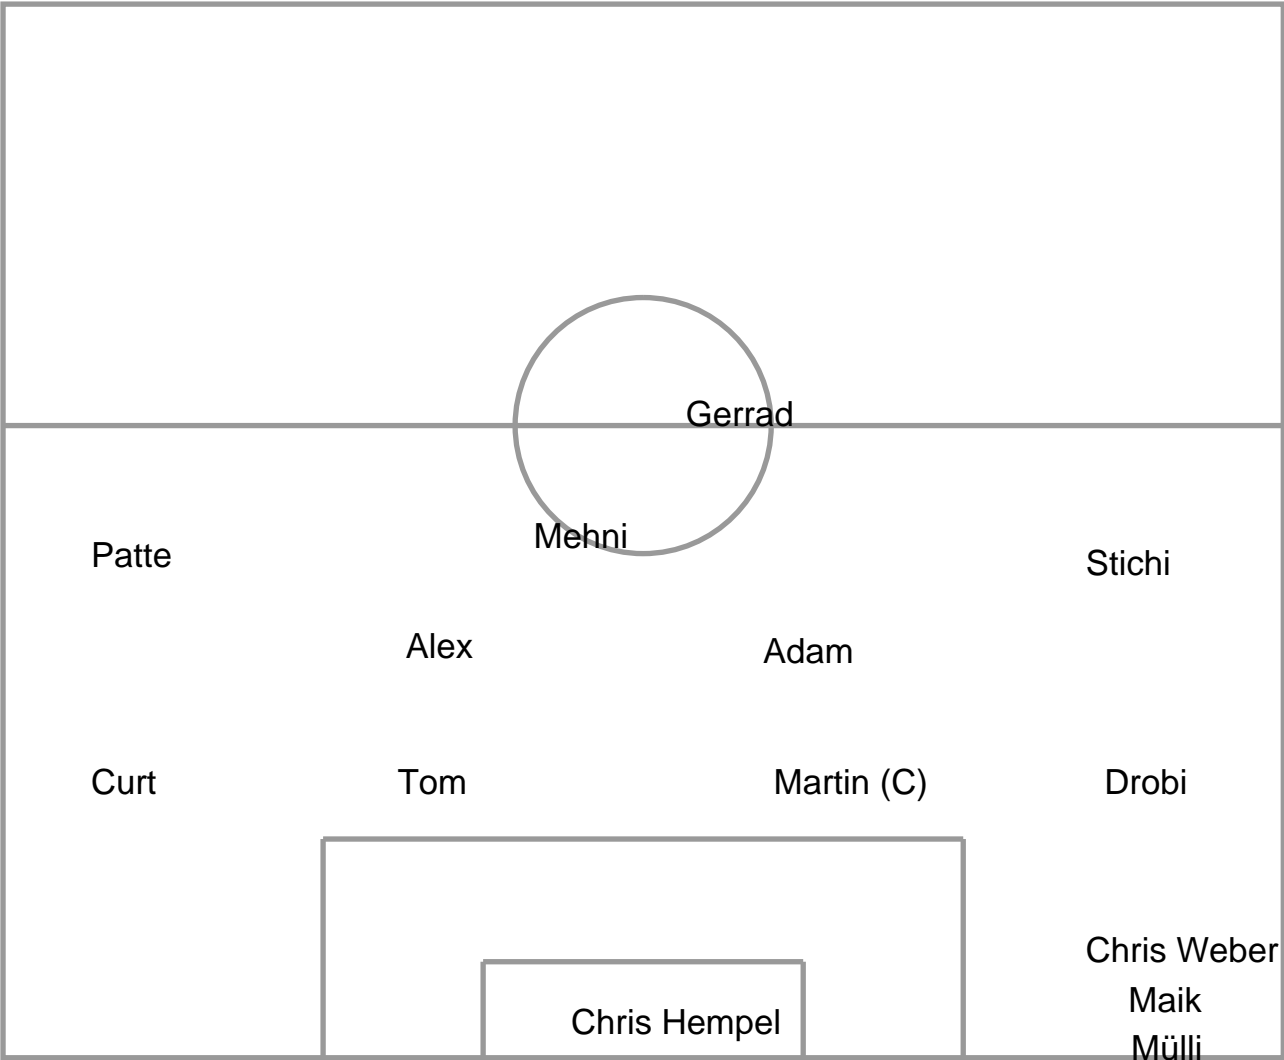 Gerrad
Mehni
Patte
Stichi
Alex
Adam
Curt
Tom
Martin (C)
Drobi
Chris Weber
Maik
Chris Hempel
Mülli